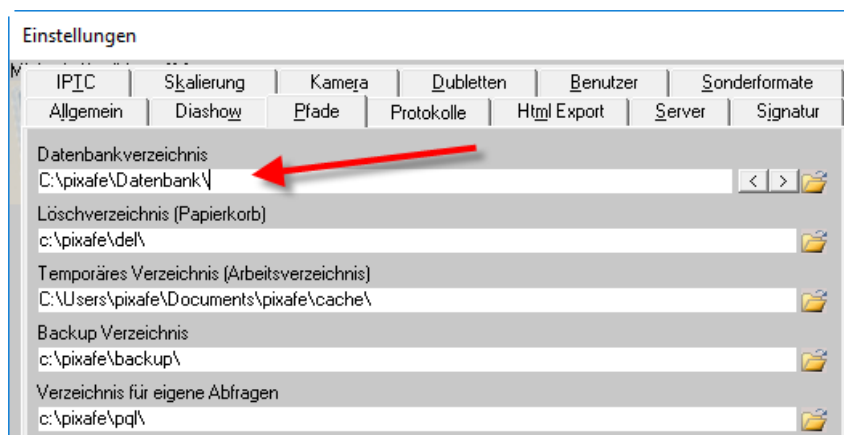 Einstellungen
IPTC Skalierung Kamera Dubletten Benutzer Sonderformate
Allgemein Diashow Pfade Protokolle Html Export Server Signatur
Datenbankverzeichnis
C:\pixafe\Datenbank\
< >
Löschverzeichnis (Papierkorb)
c:\pixafe\del\
Temporäres Verzeichnis (Arbeitsverzeichnis)
C:\Users\pixafe\Documents\pixafe\cache\
Backup Verzeichnis
c:\pixafe\backup\
Verzeichnis für eigene Abfragen
c:\pixafe\pql\